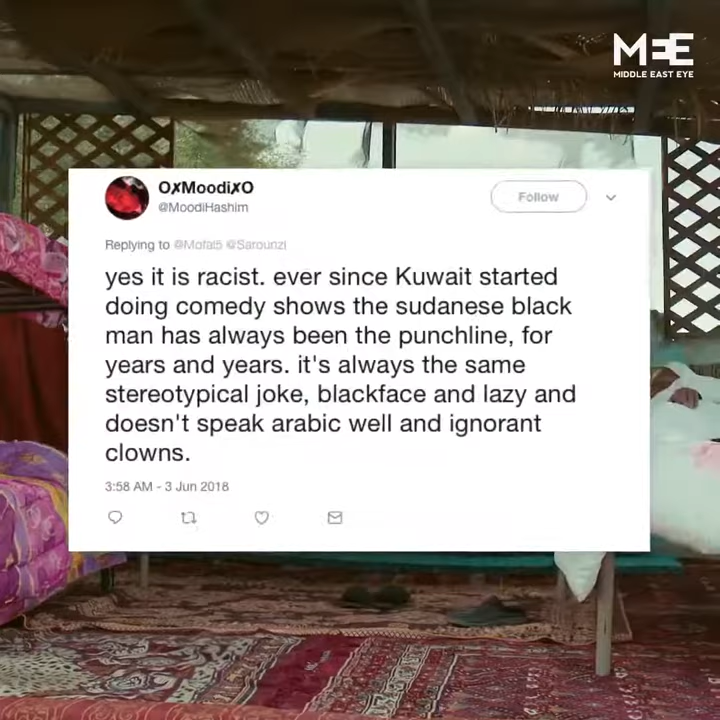 MEE
MIDDLE EAST EYE
OxMoodixO
@MoodiHashim
Follow
Replying to @Mofal5 @Sarounzi
yes it is racist. ever since Kuwait started
doing comedy shows the sudanese black
man has always been the punchline, for
years and years. it's always the same
stereotypical joke, blackface and lazy and
doesn't speak arabic well and ignorant
clowns.
3:58 AM - 3 Jun 2018